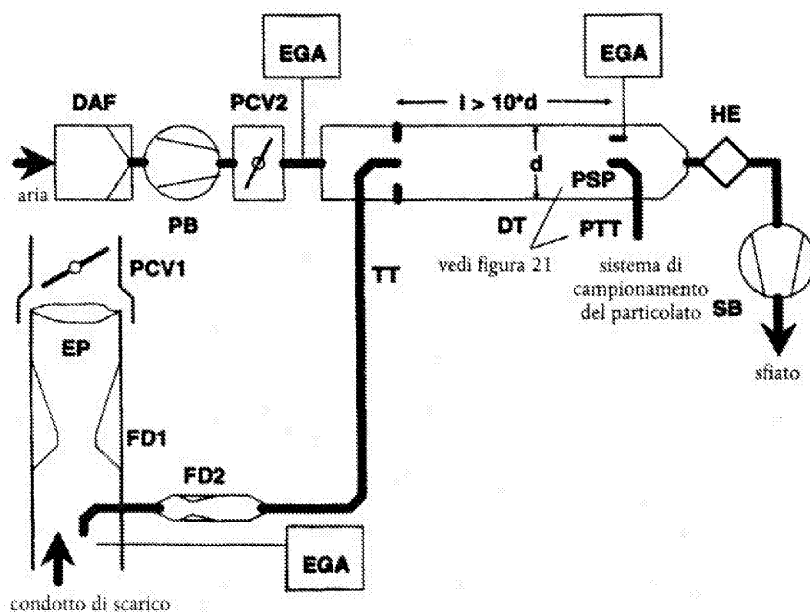 EGA
EGA
DAF
PCV2
l > 10*d
HE
d
aria
PSP
PB
DT
PTT
PCV1
TT
vedi figura 21
sistema di
campionamento
del particolato
SB
EP
sfiato
FD1
FD2
EGA
condotto di scarico